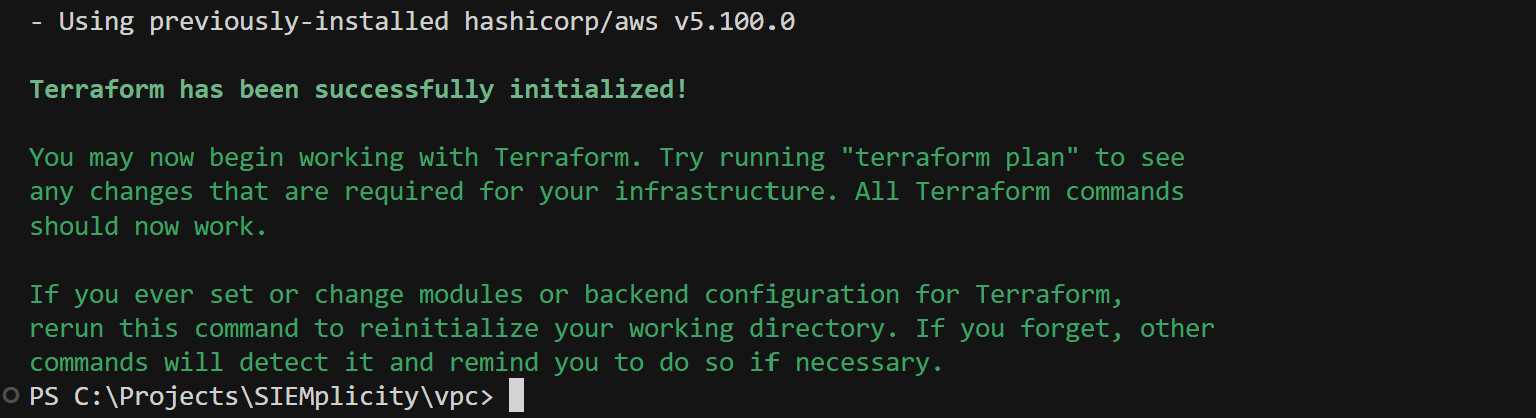 - Using previously-installed hashicorp/aws v5.100.0
Terraform has been successfully initialized!
You may now begin working with Terraform. Try running "terraform plan" to see
any changes that are required for your infrastructure. All Terraform commands
should now work.
If you ever set or change modules or backend configuration for Terraform,
rerun this command to reinitialize your working directory. If you forget, other
commands will detect it and remind you to do so if necessary.
PS C:\Projects\SIEMplicity\vpc>